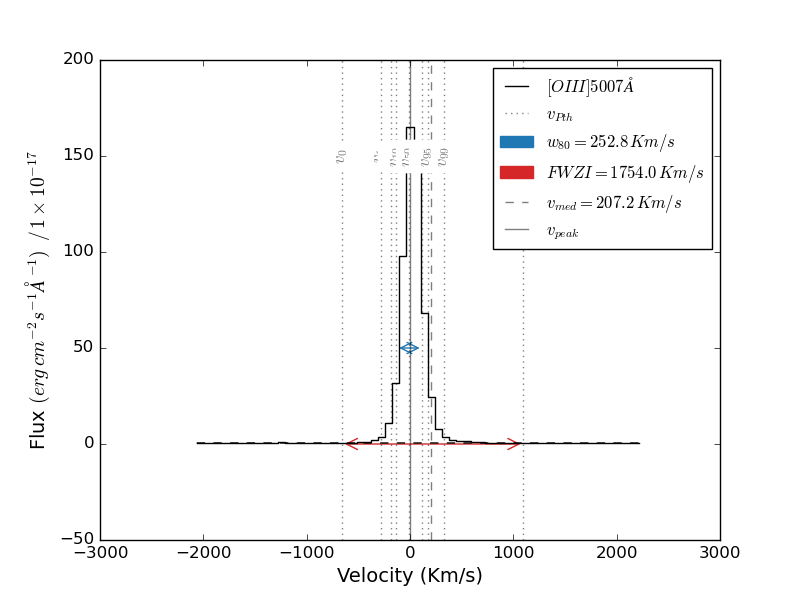 200
150
100
50
0
−50
−3000 −2000 −1000 0 1000 2000 3000
Velocity (Km/s)
Flux (erg cm⁻² s⁻¹ Å⁻¹) / 1 × 10⁻¹⁷
v₀
v₅₀
v₉₅
v₉₉
[OIII]5007Å
v_Pth
w₈₀ = 252.8 Km/s
FWZI = 1754.0 Km/s
v_med = 207.2 Km/s
v_peak